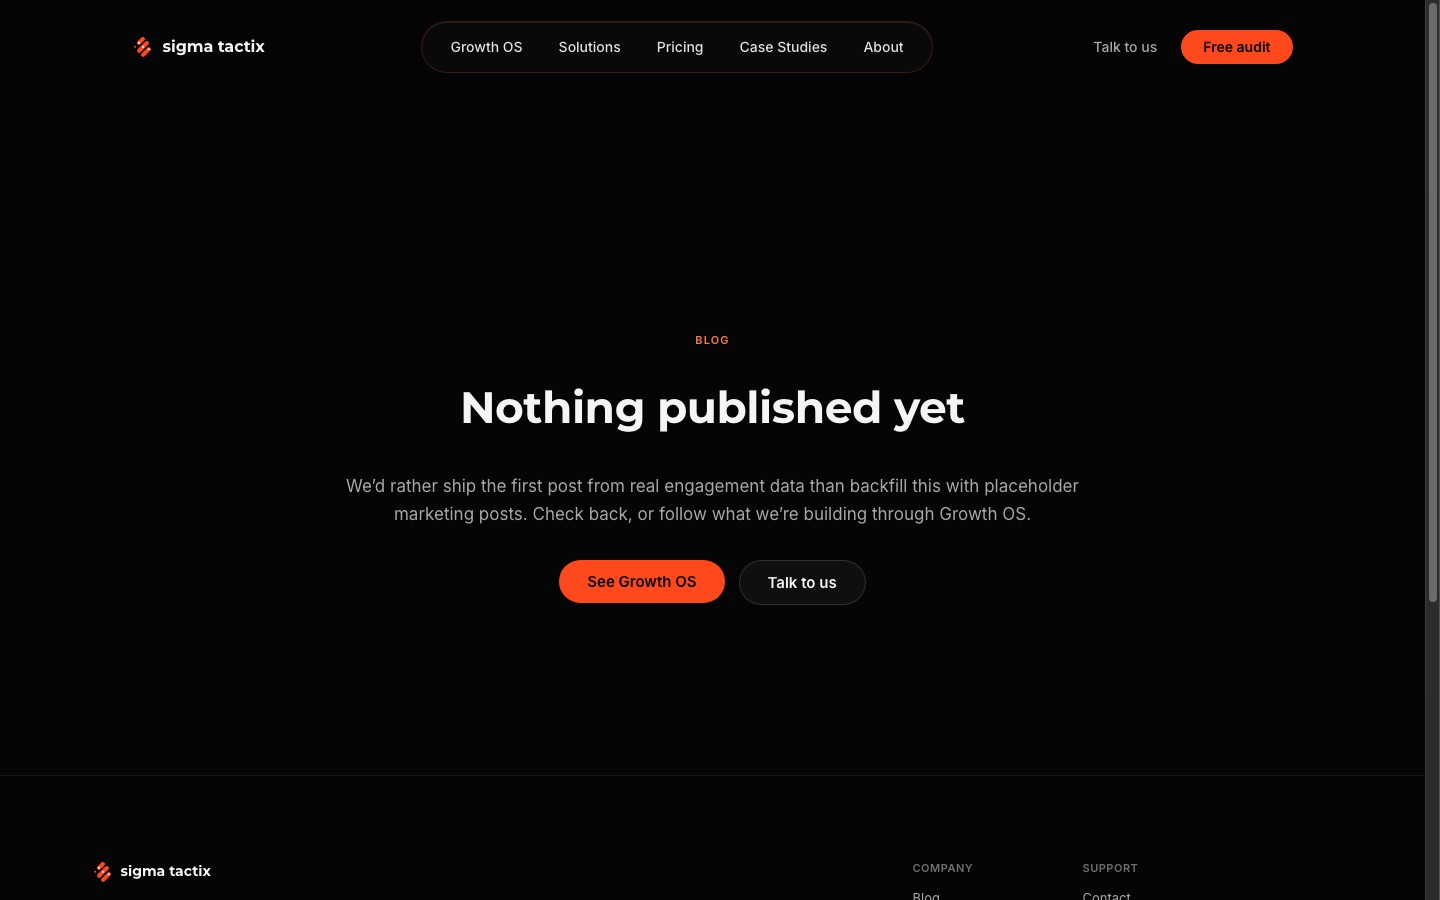 sigma tactix
Growth OS
Solutions
Pricing
Case Studies
About
Talk to us
Free audit
BLOG
Nothing published yet
We’d rather ship the first post from real engagement data than backfill this with placeholder
marketing posts. Check back, or follow what we’re building through Growth OS.
See Growth OS
Talk to us
sigma tactix
COMPANY
SUPPORT
Blog
Contact